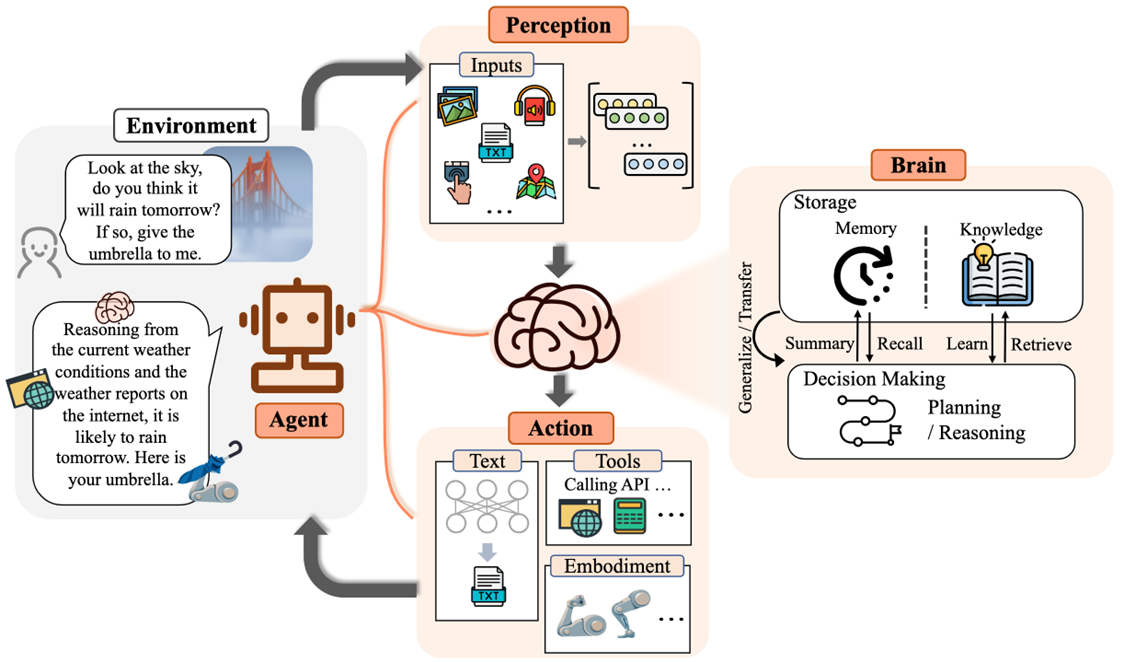 Perception
Inputs
TXT
...
...
Environment
Look at the sky,
do you think it
will rain tomorrow?
If so, give the
umbrella to me.
Reasoning from
the current weather
conditions and the
weather reports on
the internet, it is
likely to rain
tomorrow. Here is
your umbrella.
Agent
Brain
Storage
Memory
Knowledge
Generalize / Transfer
Summary
Recall
Learn
Retrieve
Decision Making
Planning
/ Reasoning
Action
Text
TXT
Tools
Calling API ...
...
Embodiment
...